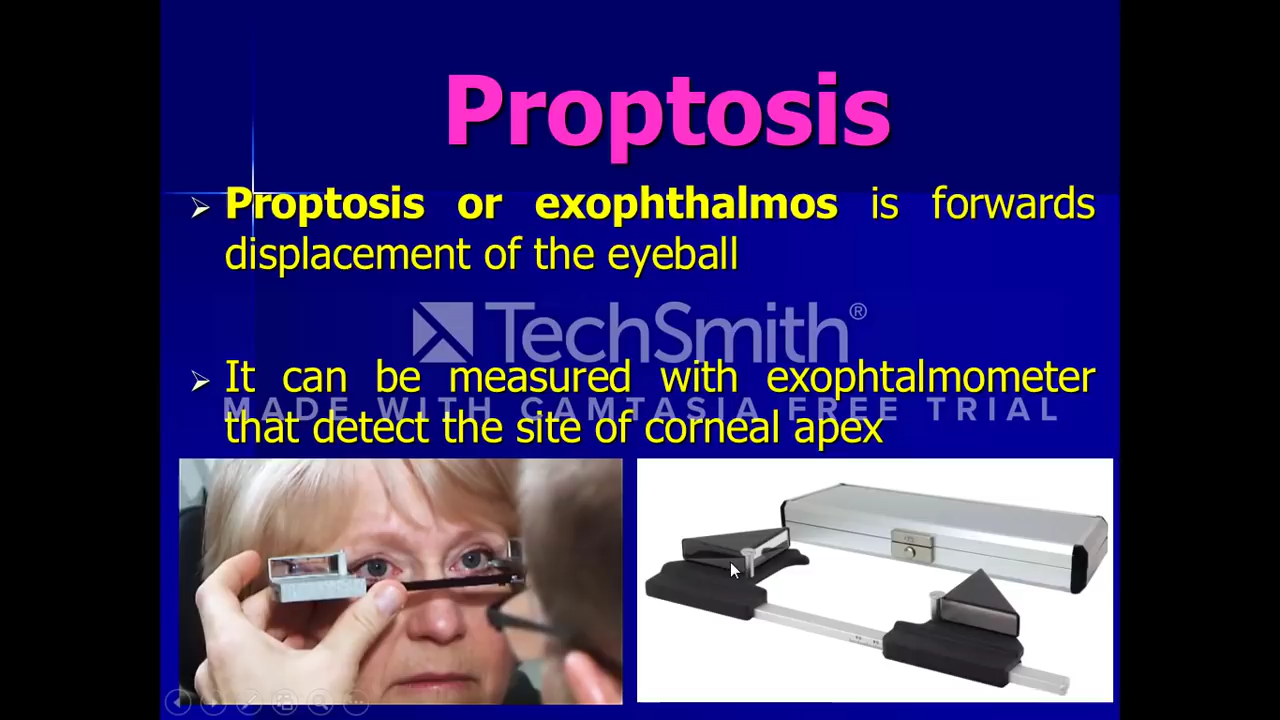 Proptosis
Proptosis or exophthalmos is forwards
displacement of the eyeball
TechSmith®
It can be measured with exophtalmometer
MADE WITH CAMTASIA FREE TRIAL
that detect the site of corneal apex